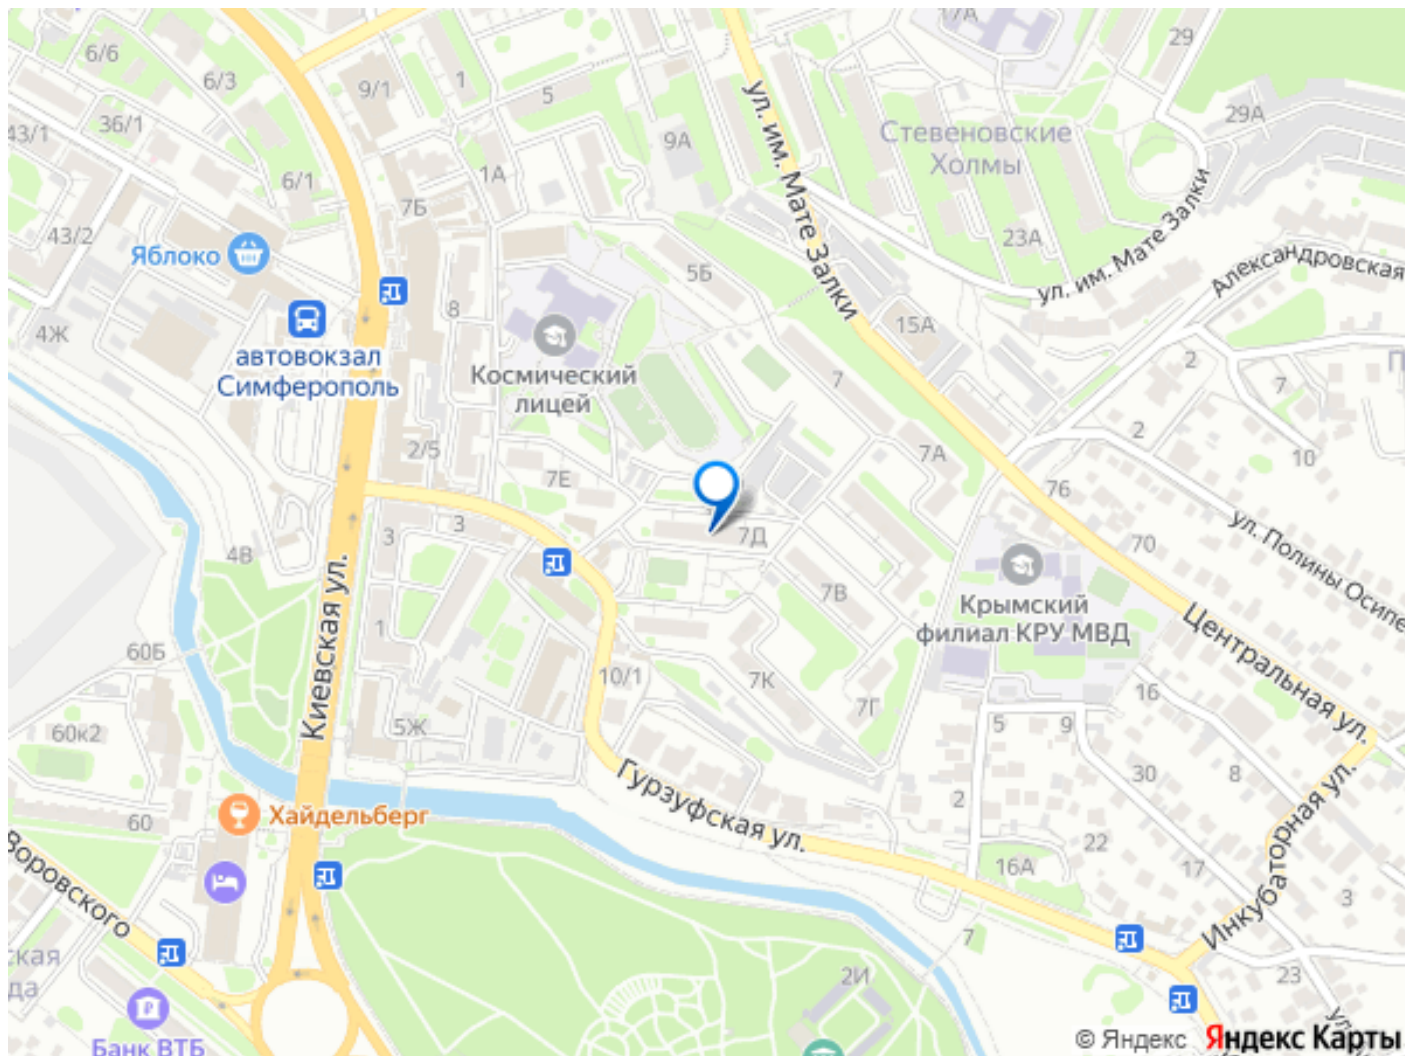 17А
29
6/6
9/1
1
6/3
5
36/1
43/1
29А
ул. им. Мате Залки
9А
Стевеновские
Холмы
1А
6/1
7Б
43/2
Яблоко
23А
ул. им. Мате Залки
Александровская
5Б
8
15А
4Ж
автовокзал
Симферополь
Космический
лицей
2
7
7
П
2
2/5
7А
10
7Е
76
ул. Полины Осипе
3
3
7Д
70
4В
Киевская ул.
7В
Крымский
филиал КРУ МВД
Центральная ул.
1
60Б
10/1
7К
7Г
16
5
9
60к2
5Ж
30
8
Гурзуфская ул.
2
60
Хайдельберг
22
16А
17
Инкубаторная ул.
Воровского
3
7
ская
да
2И
23
ул.
Банк ВТБ
© Яндекс Яндекс Карты